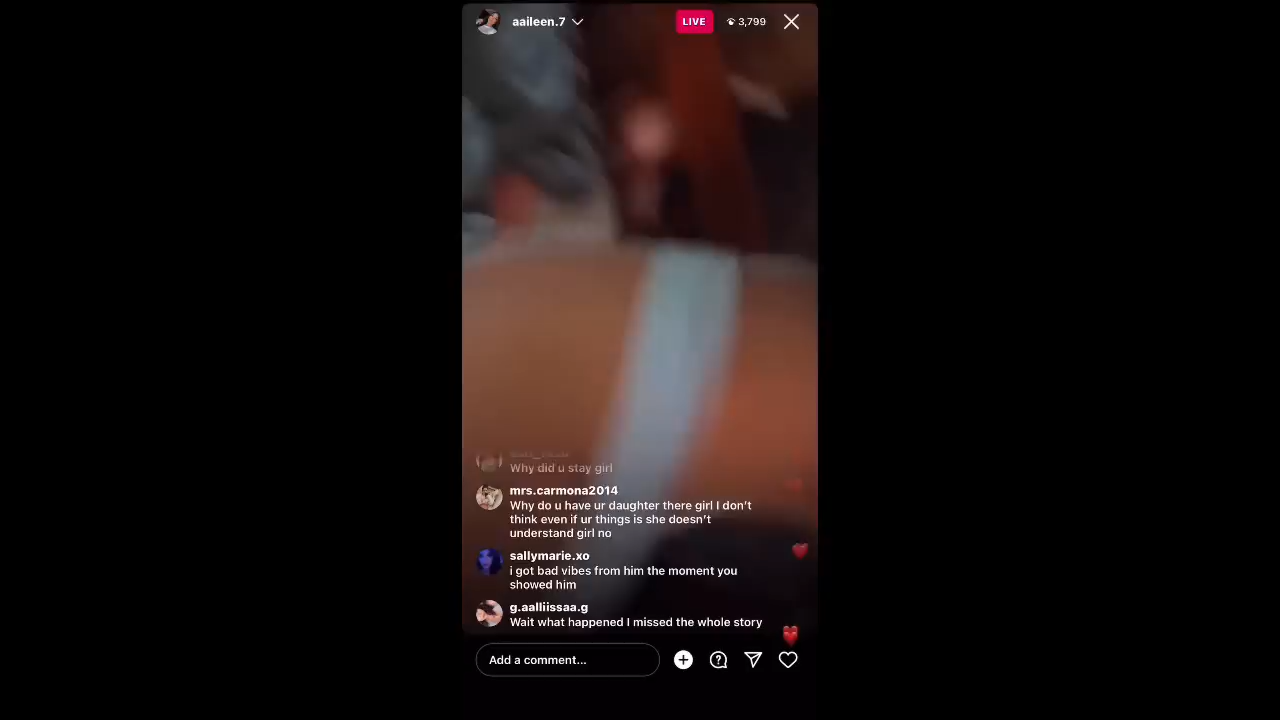 aaileen.7
LIVE
3,799
Why did u stay girl
mrs.carmona2014
Why do u have ur daughter there girl I don't
think even if ur things is she doesn't
understand girl no
sallymarie.xo
i got bad vibes from him the moment you
showed him
g.aalliissaa.g
Wait what happened I missed the whole story
Add a comment...